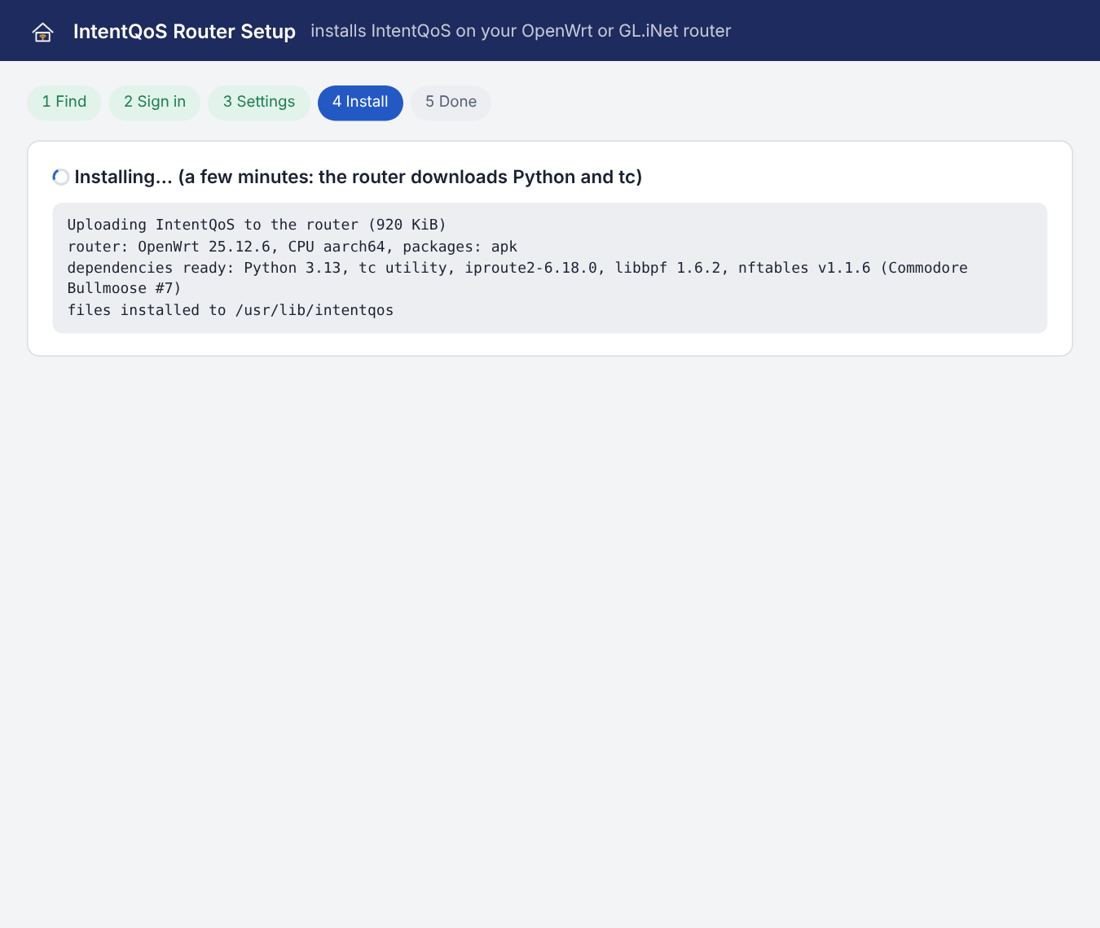 IntentQoS Router Setup installs IntentQoS on your OpenWrt or GL.iNet router
1 Find 2 Sign in 3 Settings 4 Install 5 Done
Installing… (a few minutes: the router downloads Python and tc)
Uploading IntentQoS to the router (920 KiB)
router: OpenWrt 25.12.6, CPU aarch64, packages: apk
dependencies ready: Python 3.13, tc utility, iproute2-6.18.0, libbpf 1.6.2, nftables v1.1.6 (Commodore
Bullmoose #7)
files installed to /usr/lib/intentqos